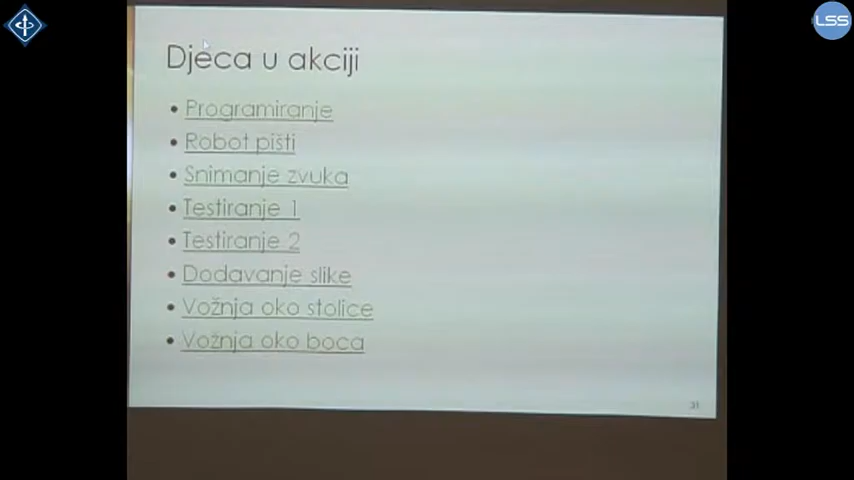 LSS
Djeca u akciji
• Programiranje
• Robot pišti
• Snimanje zvuka
• Testiranje 1
• Testiranje 2
• Dodavanje slike
• Vožnja oko stolice
• Vožnja oko boca
31